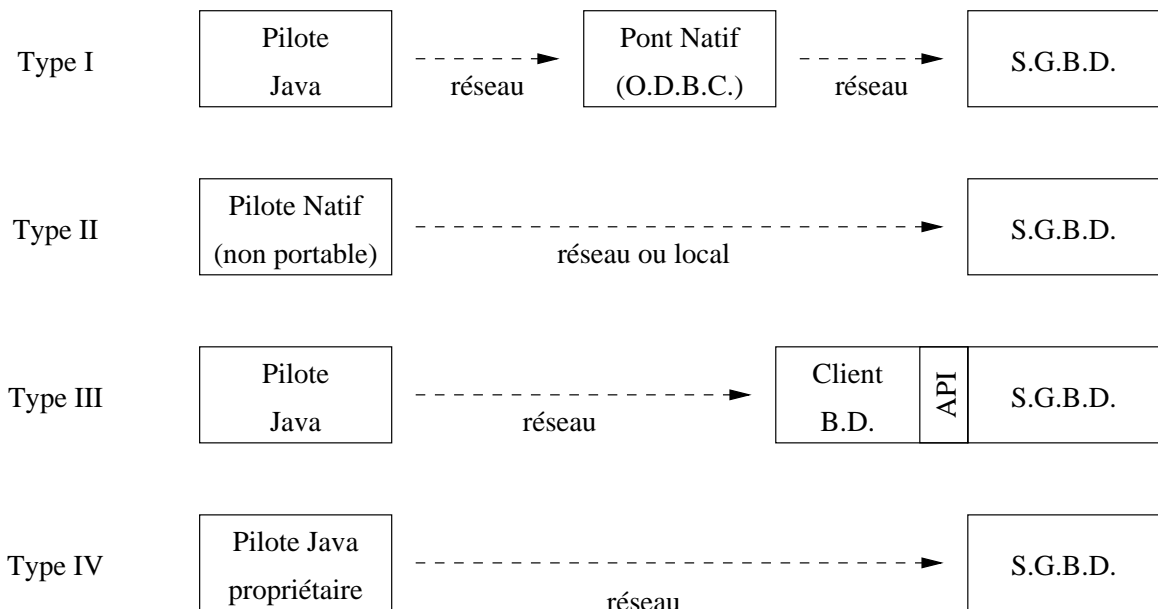 Type I
Pilote
Java
réseau
Pont Natif
(O.D.B.C.)
réseau
S.G.B.D.
Type II
Pilote Natif
(non portable)
réseau ou local
S.G.B.D.
Type III
Pilote
Java
réseau
Client
B.D.
API
S.G.B.D.
Type IV
Pilote Java
propriétaire
réseau
S.G.B.D.